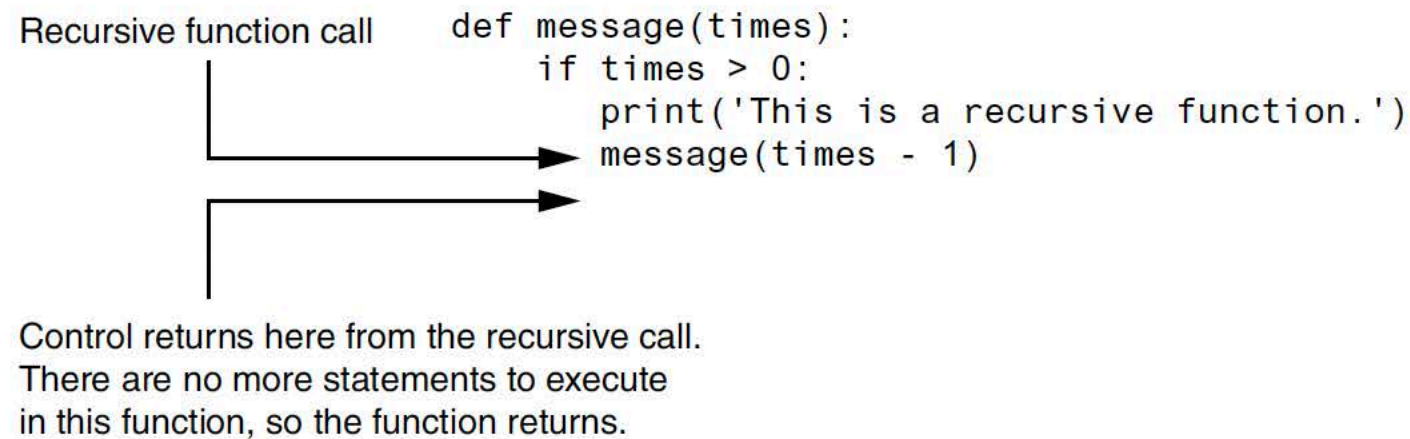 Recursive function call
def message(times):
if times > 0:
print('This is a recursive function.')
message(times - 1)
Control returns here from the recursive call.
There are no more statements to execute
in this function, so the function returns.